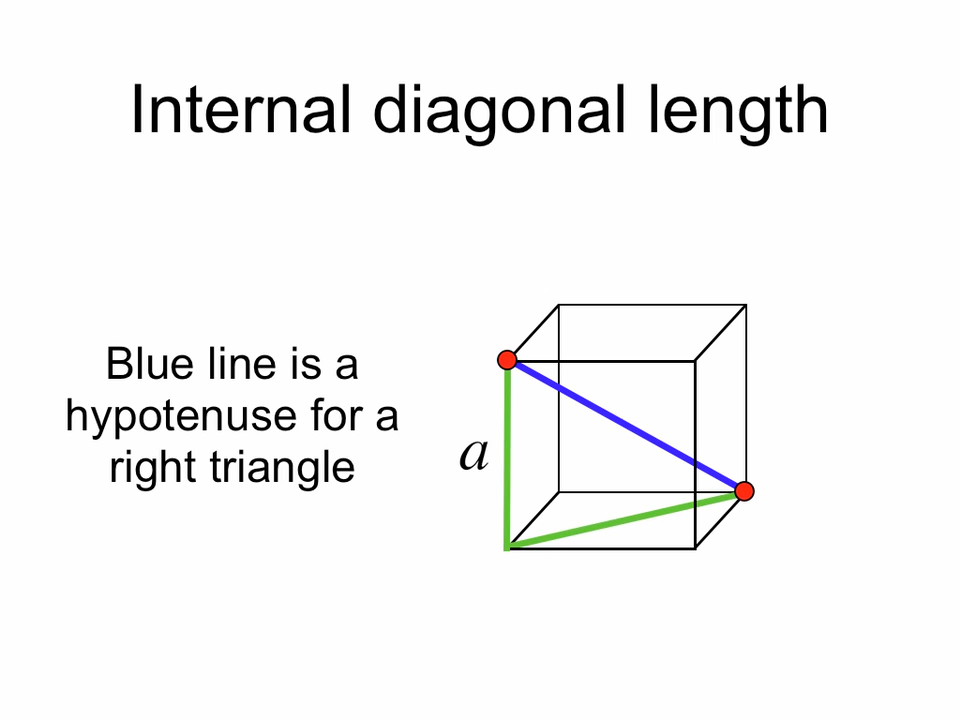 Internal diagonal length
Blue line is a
hypotenuse for a
right triangle
a